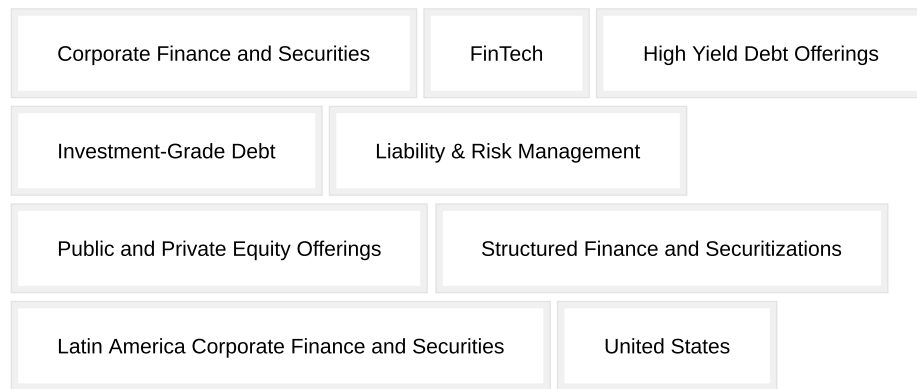 Corporate Finance and Securities FinTech High Yield Debt Offerings
Investment-Grade Debt Liability & Risk Management
Public and Private Equity Offerings Structured Finance and Securitizations
Latin America Corporate Finance and Securities United States